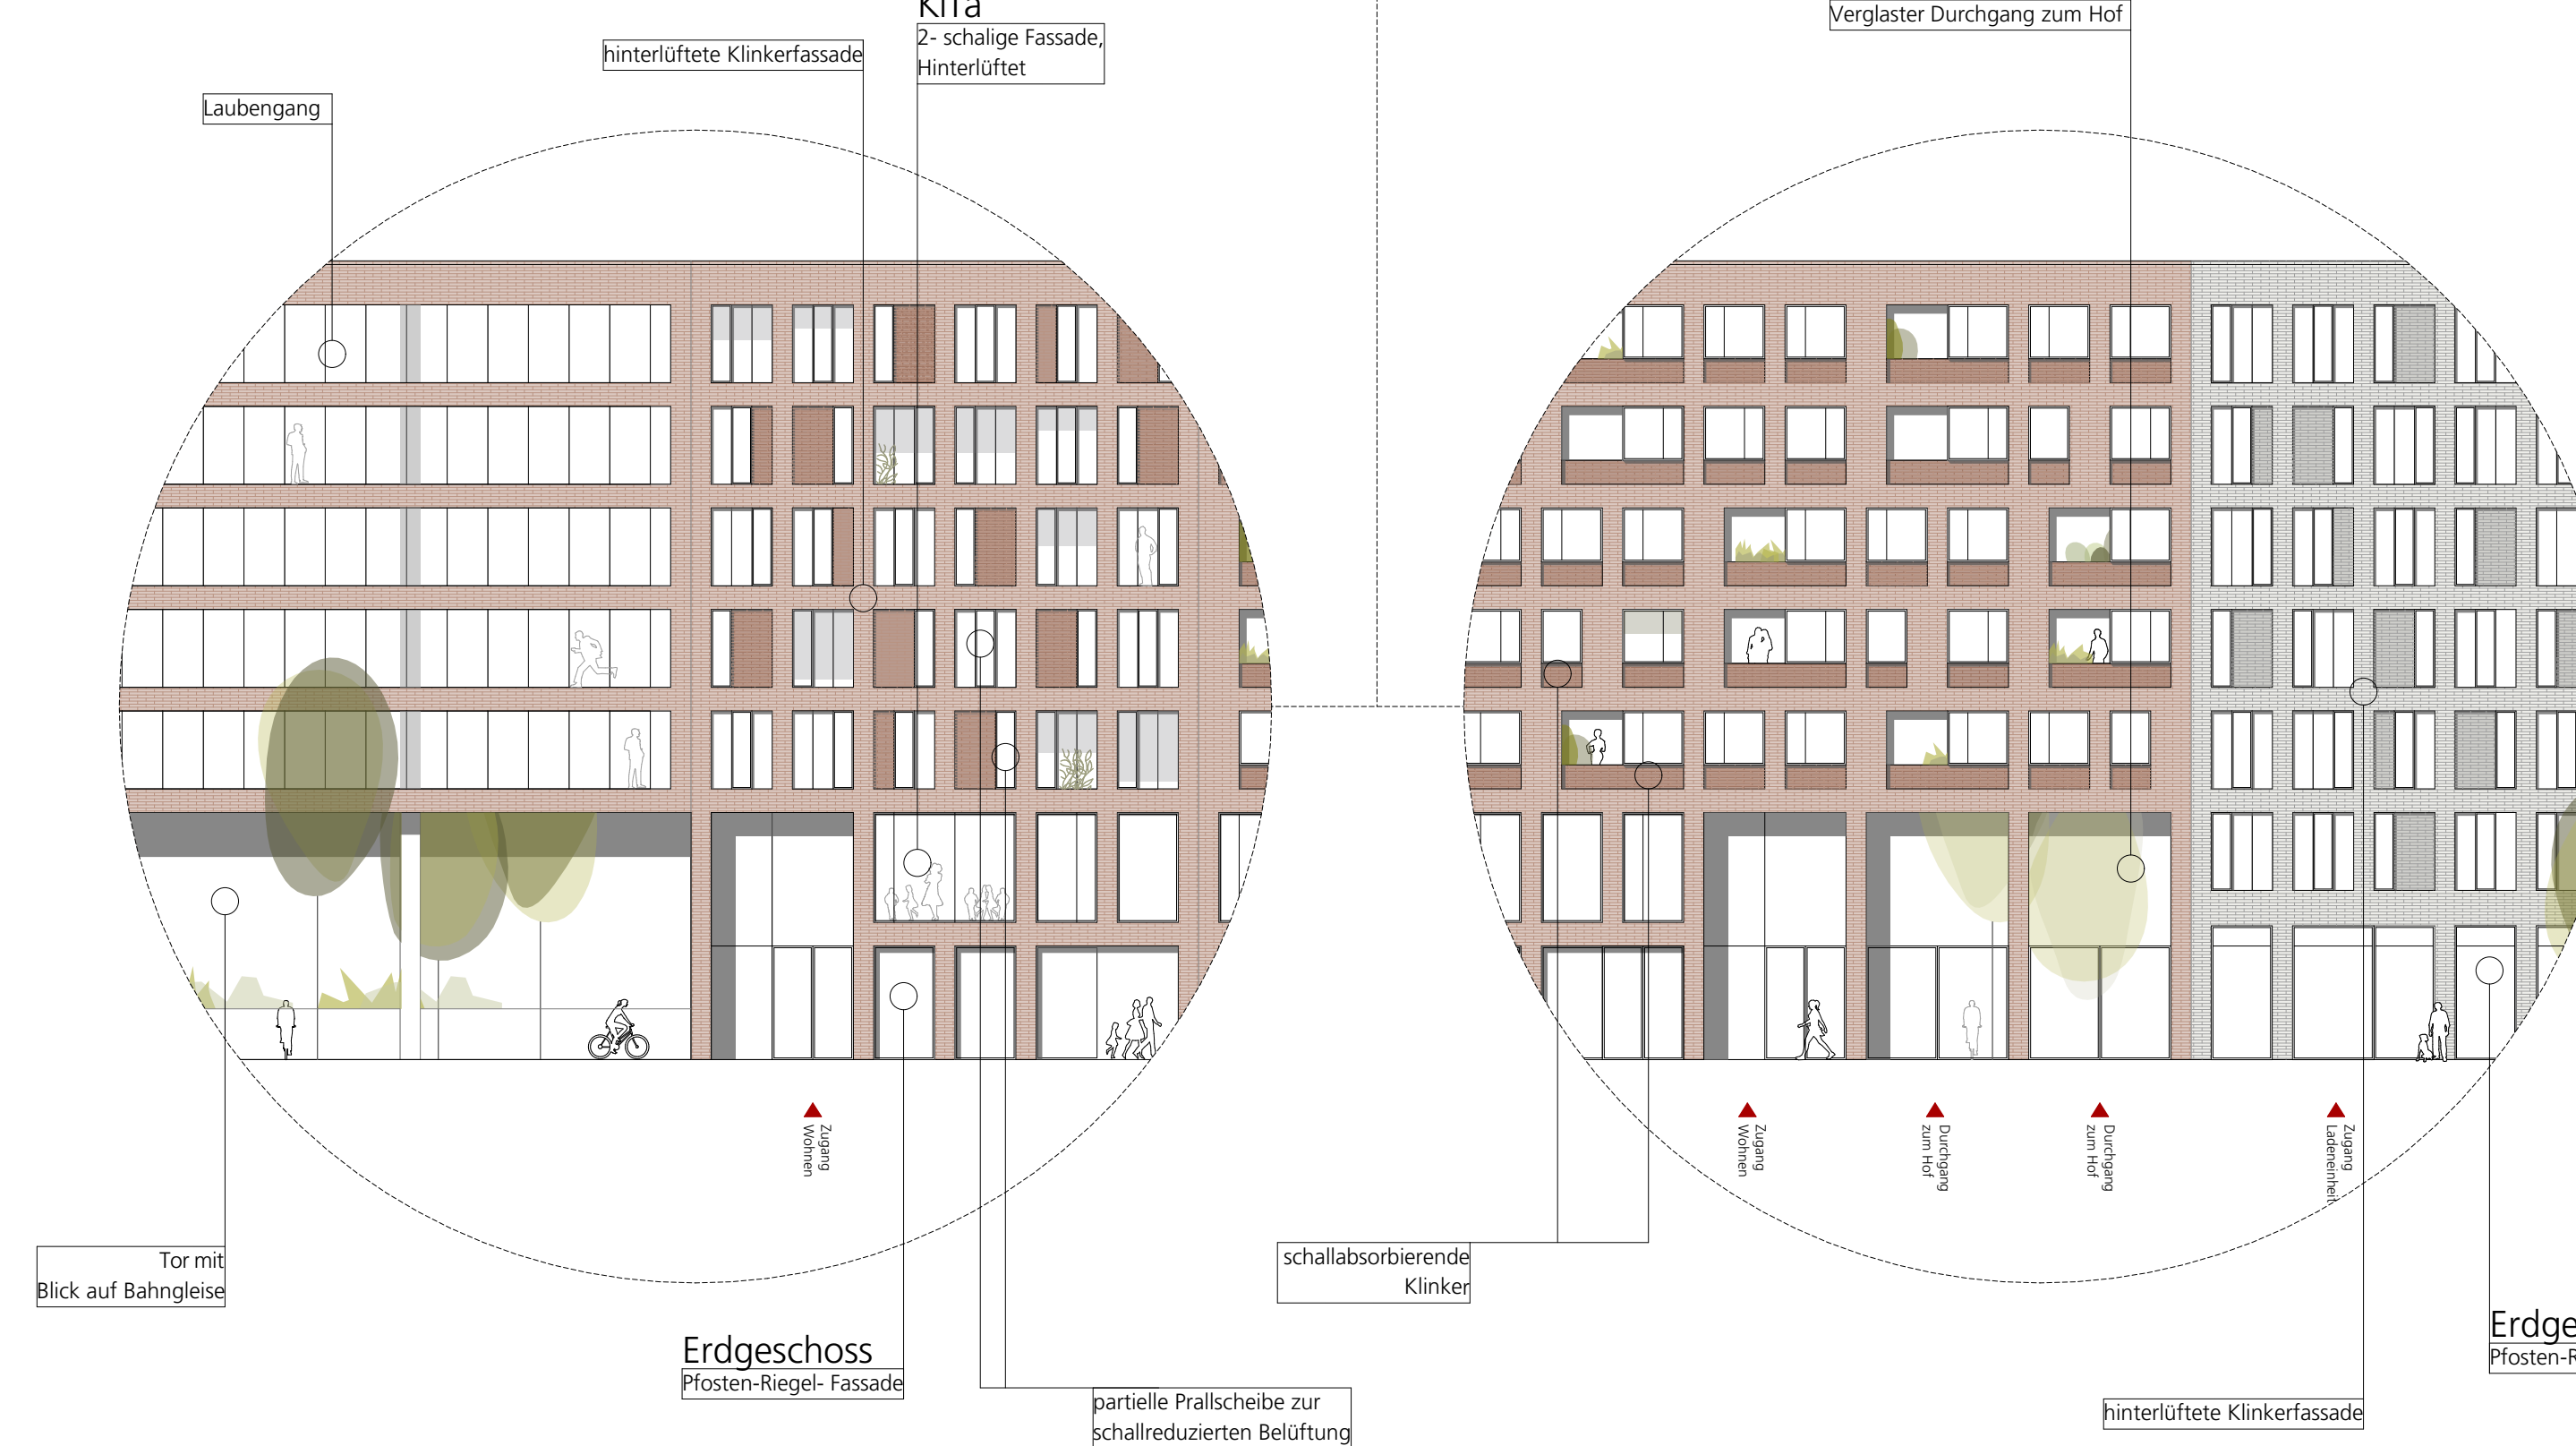 Kita
2- schalige Fassade,
Hinterlüftet
Verglaster Durchgang zum Hof
hinterlüftete Klinkerfassade
Laubengang
Zugang
Wohnen
Zugang
Wohnen
Durchgang
zum Hof
Durchgang
zum Hof
Zugang
Ladeneinheit
Tor mit
Blick auf Bahngleise
schallabsorbierende
Klinker
Erdgeschoss
Pfosten-Riegel- Fassade
partielle Prallscheibe zur
schallreduzierten Belüftung
hinterlüftete Klinkerfassade
Erdge
Pfosten-R